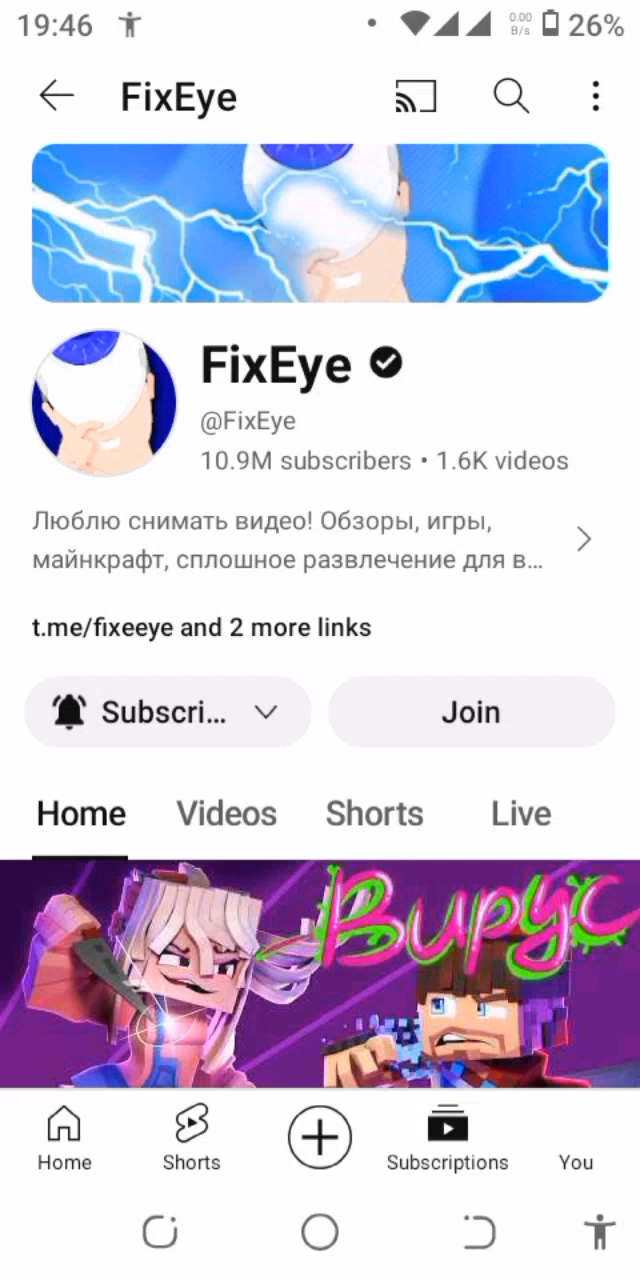 19:46 0.00 B/s 26%
FixEye
FixEye
@FixEye
10.9M subscribers • 1.6K videos
Люблю снимать видео! Обзоры, игры,
майнкрафт, сплошное развлечение для в...
t.me/fixeeye and 2 more links
Subscri... Join
Home Videos Shorts Live
Вирус
Home Shorts Subscriptions You